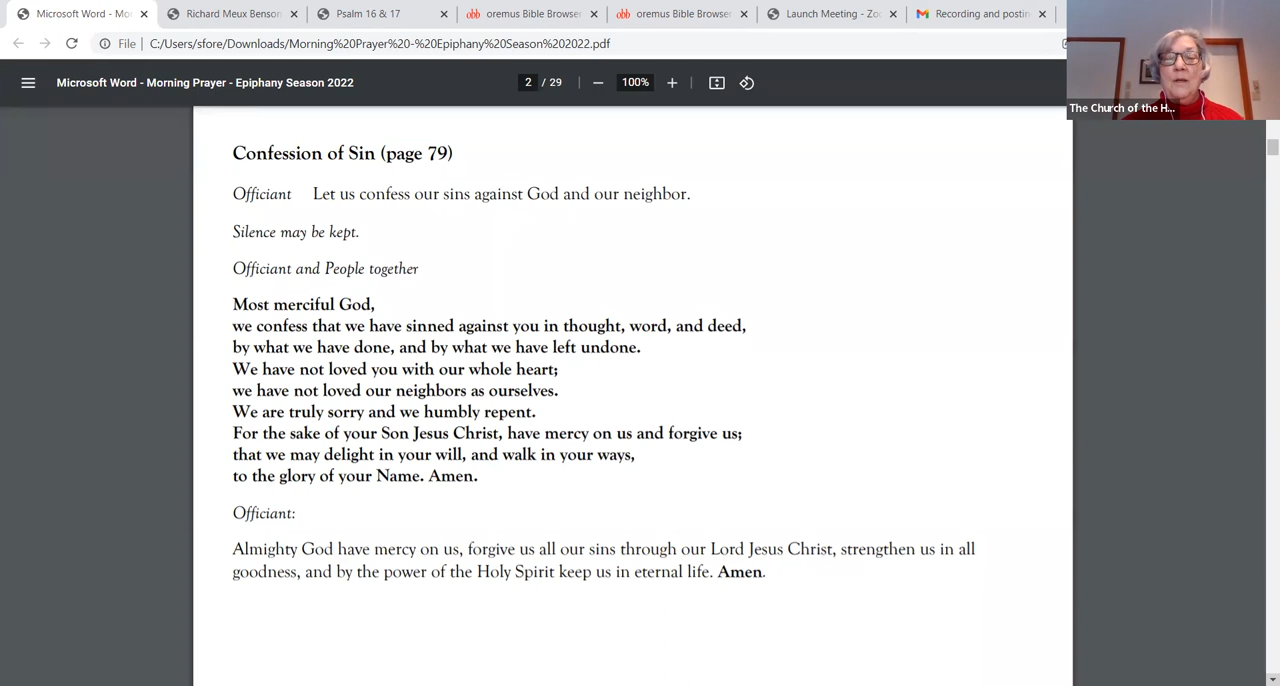 Microsoft Word - Mo
Richard Meux Benson
Psalm 16 & 17
oremus Bible Browser
oremus Bible Browser
Launch Meeting - Zo
Recording and postin
File | C:/Users/sfore/Downloads/Morning%20Prayer%20-%20Epiphany%20Season%202022.pdf
Microsoft Word - Morning Prayer - Epiphany Season 2022
2 / 29
100%
The Church of the H...
Confession of Sin (page 79)
Officiant Let us confess our sins against God and our neighbor.
Silence may be kept.
Officiant and People together
Most merciful God,
we confess that we have sinned against you in thought, word, and deed,
by what we have done, and by what we have left undone.
We have not loved you with our whole heart;
we have not loved our neighbors as ourselves.
We are truly sorry and we humbly repent.
For the sake of your Son Jesus Christ, have mercy on us and forgive us;
that we may delight in your will, and walk in your ways,
to the glory of your Name. Amen.
Officiant:
Almighty God have mercy on us, forgive us all our sins through our Lord Jesus Christ, strengthen us in all
goodness, and by the power of the Holy Spirit keep us in eternal life. Amen.